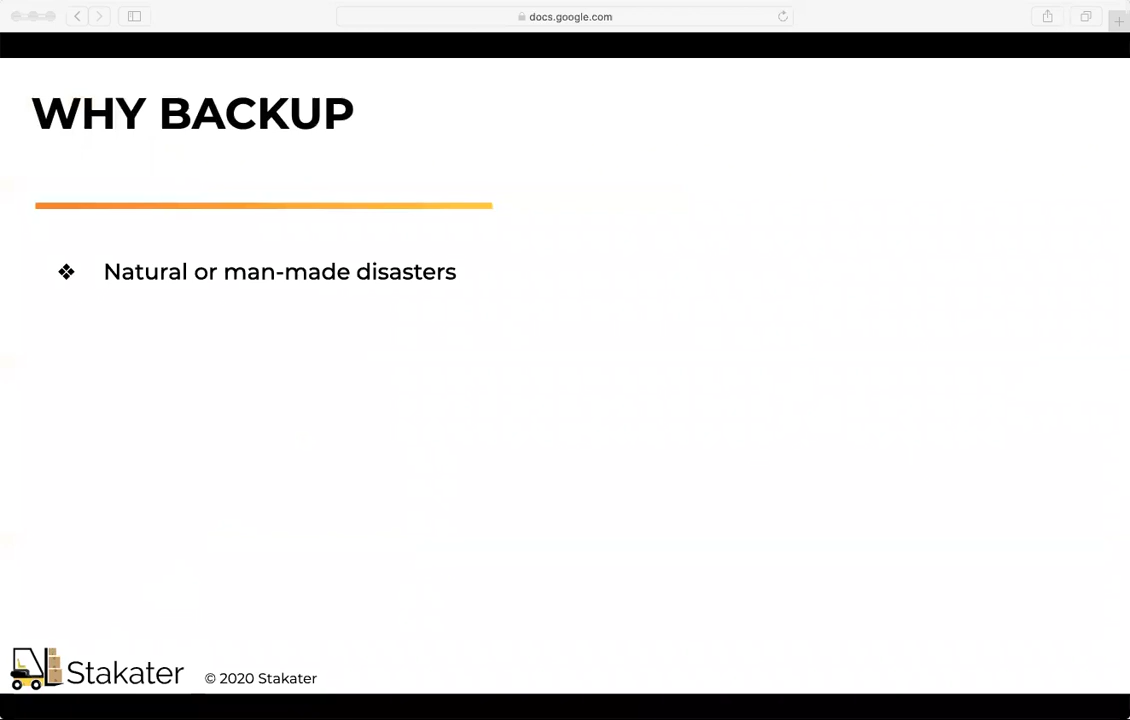 docs.google.com
WHY BACKUP
❖ Natural or man-made disasters
Stakater © 2020 Stakater